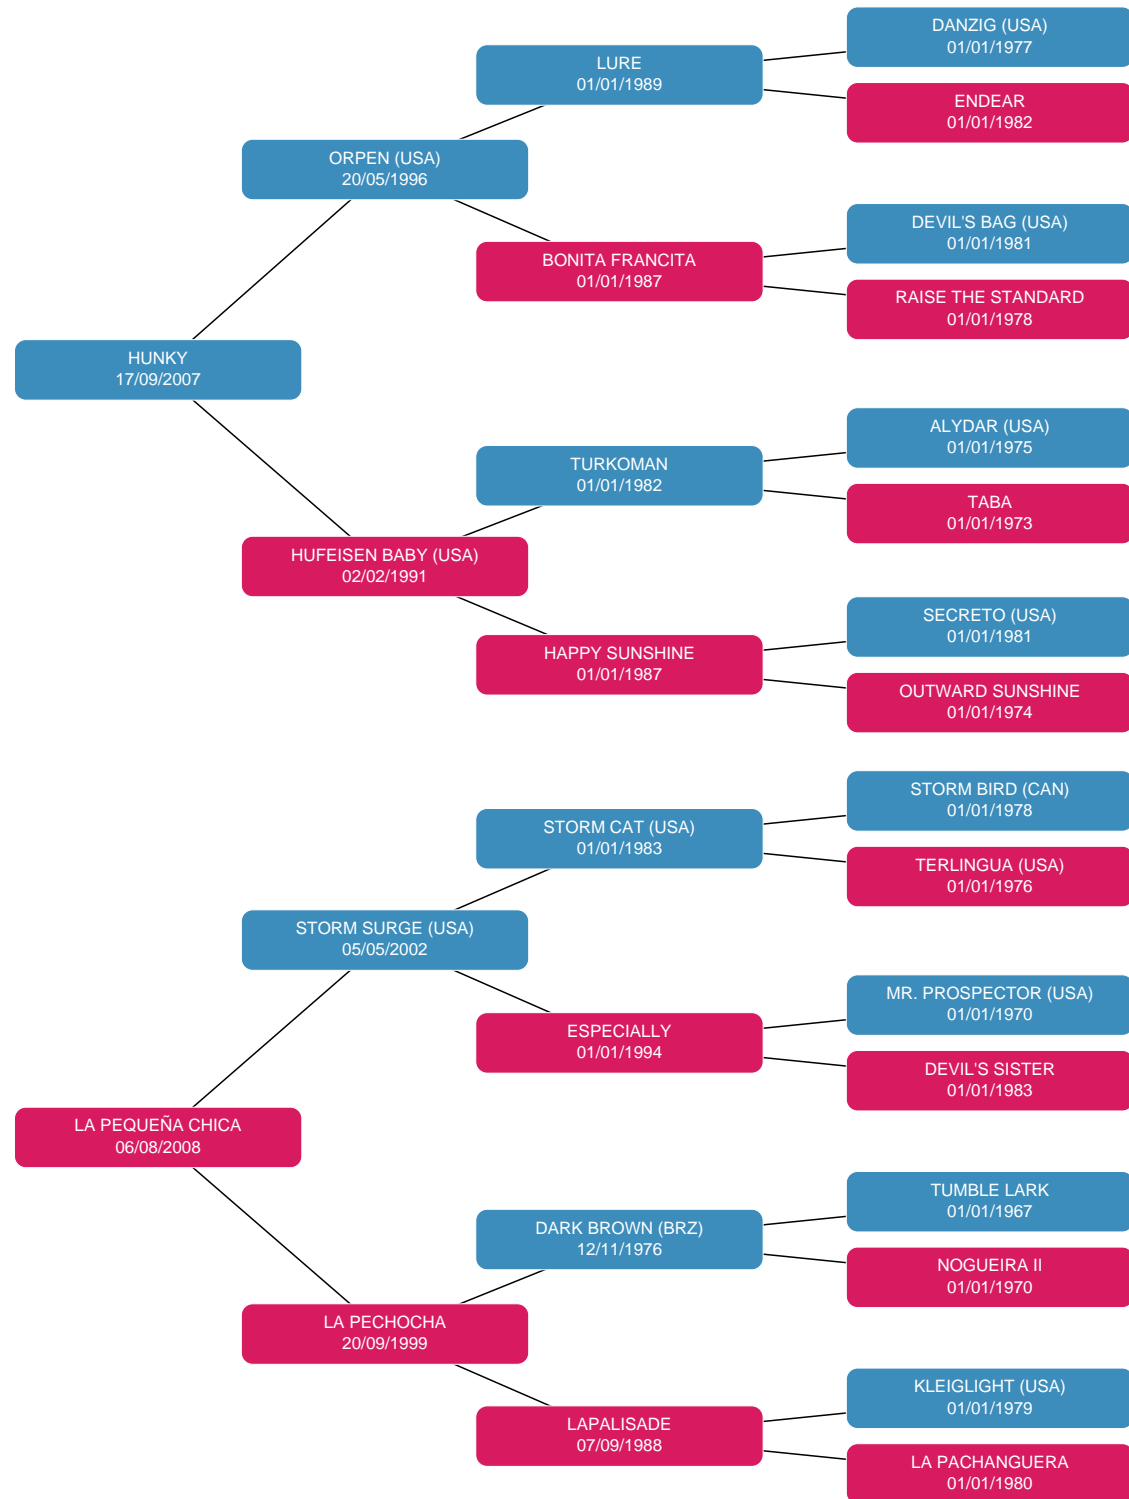 DANZIG (USA)
01/01/1977
LURE
01/01/1989
ENDEAR
01/01/1982
ORPEN (USA)
20/05/1996
DEVIL'S BAG (USA)
01/01/1981
BONITA FRANCITA
01/01/1987
RAISE THE STANDARD
01/01/1978
HUNKY
17/09/2007
ALYDAR (USA)
01/01/1975
TURKOMAN
01/01/1982
TABA
01/01/1973
HUFEISEN BABY (USA)
02/02/1991
SECRETO (USA)
01/01/1981
HAPPY SUNSHINE
01/01/1987
OUTWARD SUNSHINE
01/01/1974
STORM BIRD (CAN)
01/01/1978
STORM CAT (USA)
01/01/1983
TERLINGUA (USA)
01/01/1976
STORM SURGE (USA)
05/05/2002
MR. PROSPECTOR (USA)
01/01/1970
ESPECIALLY
01/01/1994
DEVIL'S SISTER
01/01/1983
LA PEQUEÑA CHICA
06/08/2008
TUMBLE LARK
01/01/1967
DARK BROWN (BRZ)
12/11/1976
NOGUEIRA II
01/01/1970
LA PECHOCHA
20/09/1999
KLEIGLIGHT (USA)
01/01/1979
LAPALISADE
07/09/1988
LA PACHANGUERA
01/01/1980